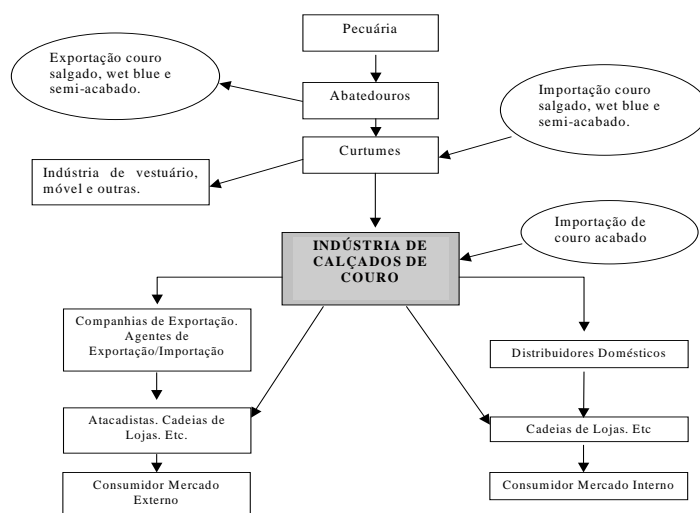 Pecuária
Exportação couro
salgado, wet blue e
semi-acabado.
Abatedouros
Importação couro
salgado, wet blue e
semi-acabado.
Curtumes
Indústria de vestuário,
móvel e outras.
Importação de
couro acabado
INDÚSTRIA DE
CALÇADOS DE
COURO
Companhias de Exportação.
Agentes de
Exportação/Importação
Distribuidores Domésticos
Atacadistas. Cadeias de
Lojas. Etc.
Cadeias de Lojas. Etc
Consumidor Mercado
Externo
Consumidor Mercado Interno